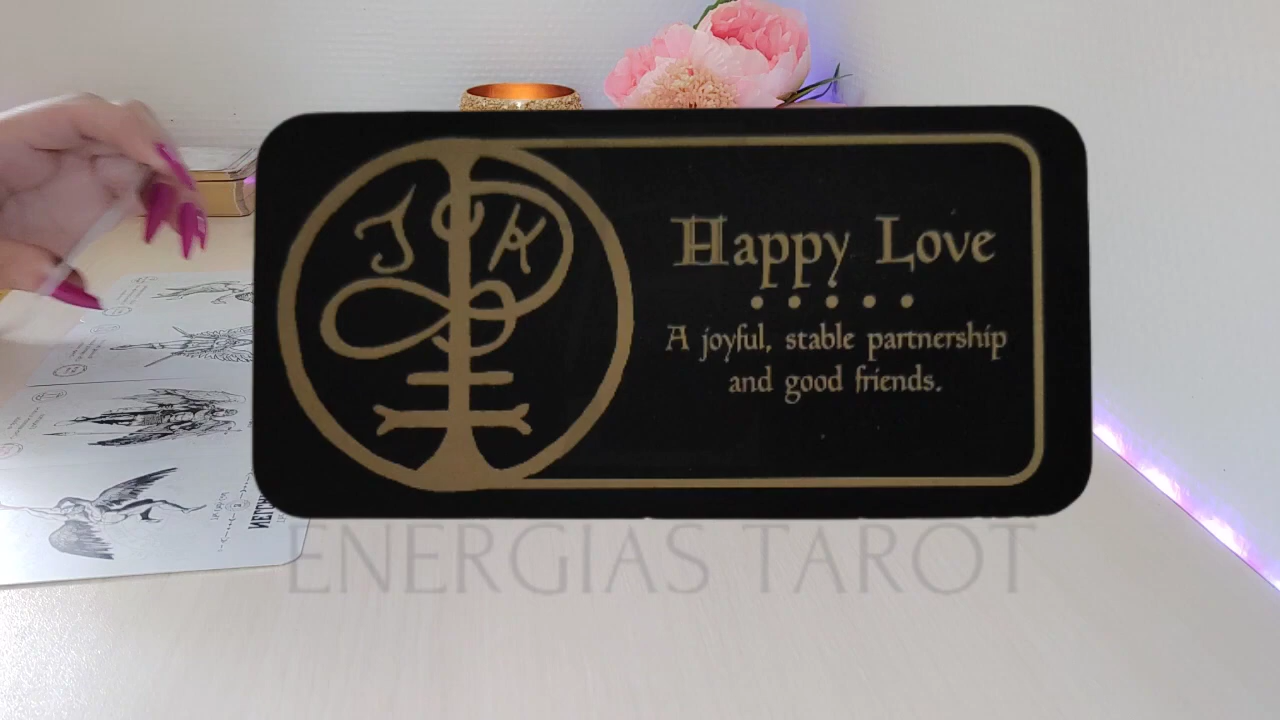 J K
Happy Love
A joyful, stable partnership
and good friends.
ENERGIAS TAROT